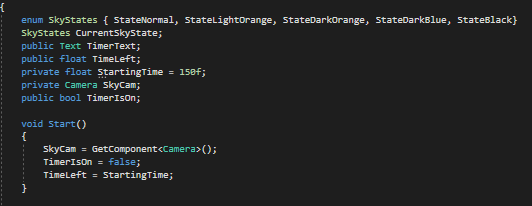 {
enum SkyStates { StateNormal, StateLightOrange, StateDarkOrange, StateDarkBlue, StateBlack}
SkyStates CurrentSkyState;
public Text TimerText;
public float TimeLeft;
private float StartingTime = 150f;
private Camera SkyCam;
public bool TimerIsOn;
void Start()
{
SkyCam = GetComponent<Camera>();
TimerIsOn = false;
TimeLeft = StartingTime;
}